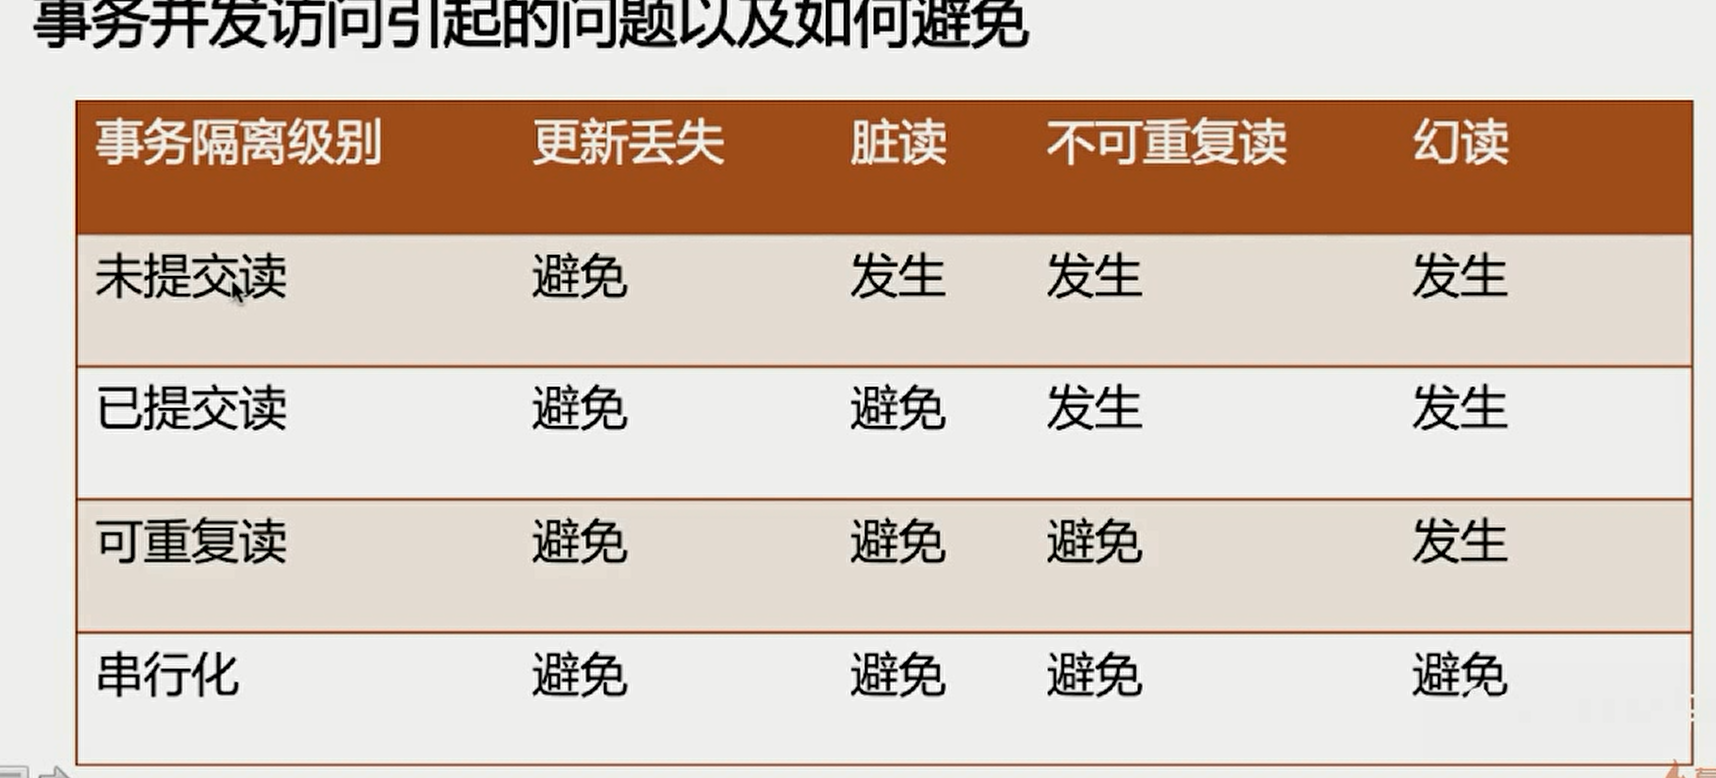 事务并发访问引起的问题以及如何避免
事务隔离级别 更新丢失 脏读 不可重复读 幻读
未提交读 避免 发生 发生 发生
已提交读 避免 避免 发生 发生
可重复读 避免 避免 避免 发生
串行化 避免 避免 避免 避免